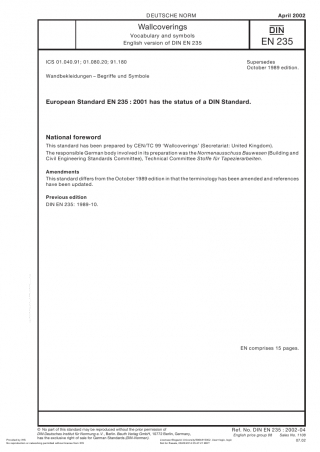 DEUTSCHE NORM
April 2002
Wallcoverings
Vocabulary and symbols
English version of DIN EN 235
DIN
EN 235
ICS 01.040.91; 01.080.20; 91.180
Supersedes
October 1989 edition.
Wandbekleidungen – Begriffe und Symbole
European Standard EN 235 : 2001 has the status of a DIN Standard.
National foreword
This standard has been prepared by CEN/TC 99 ‘Wallcoverings’ (Secretariat: United Kingdom).
The responsible German body involved in its preparation was the Normenausschuss Bauwesen (Building and
Civil Engineering Standards Committee), Technical Committee Stoffe für Tapezierarbeiten.
Amendments
This standard differs from the October 1989 edition in that the terminology has been amended and references
have been updated.
Previous edition
DIN EN 235: 1989-10.
EN comprises 15 pages.
© No part of this standard may be reproduced without the prior permission of
DIN Deutsches Institut für Normung e. V., Berlin. Beuth Verlag GmbH, 10772 Berlin, Germany,
has the exclusive right of sale for German Standards (DIN-Normen).
Ref. No. DIN EN 235 : 2002-04
English price group 09 Sales No. 1109
07.02